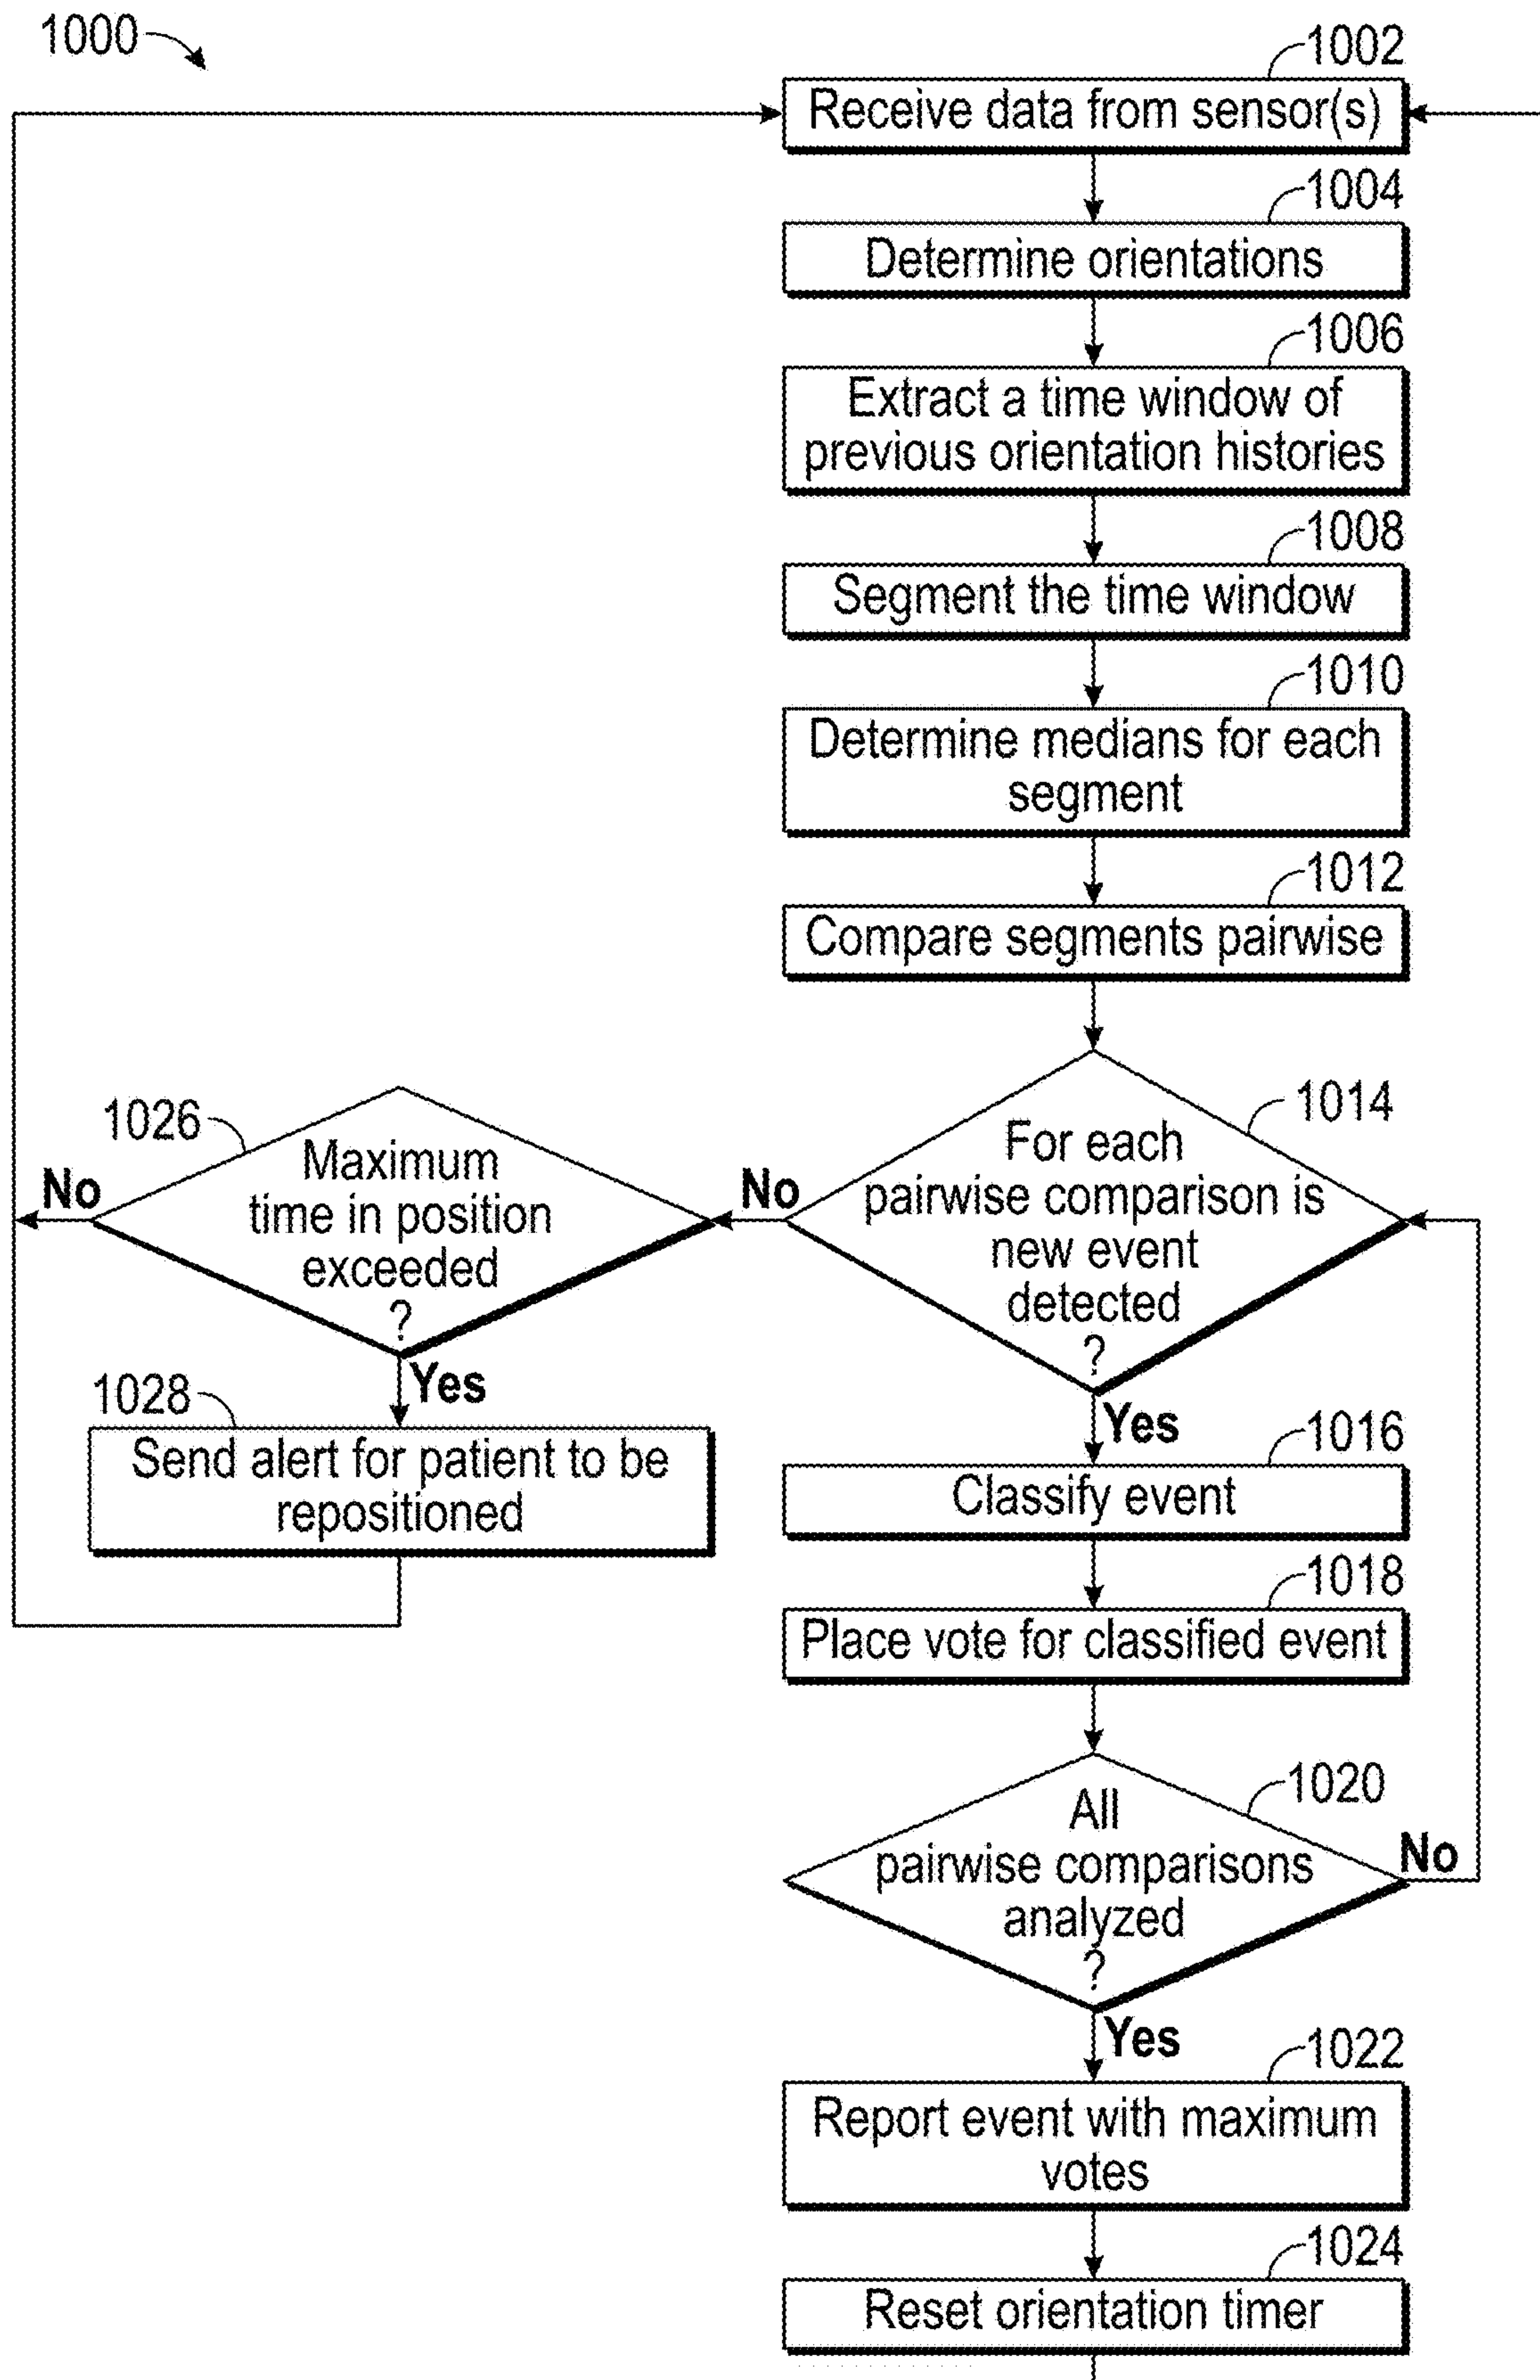 1000
1002
Receive data from sensor(s)
1004
Determine orientations
1006
Extract a time window of
previous orientation histories
1008
Segment the time window
1010
Determine medians for each
segment
1012
Compare segments pairwise
1014
For each
pairwise comparison is
new event
detected
?
No
Yes
1026
Maximum
time in position
exceeded
?
No
Yes
1028
Send alert for patient to be
repositioned
1016
Classify event
1018
Place vote for classified event
1020
All
pairwise comparisons
analyzed
?
No
Yes
1022
Report event with maximum
votes
1024
Reset orientation timer